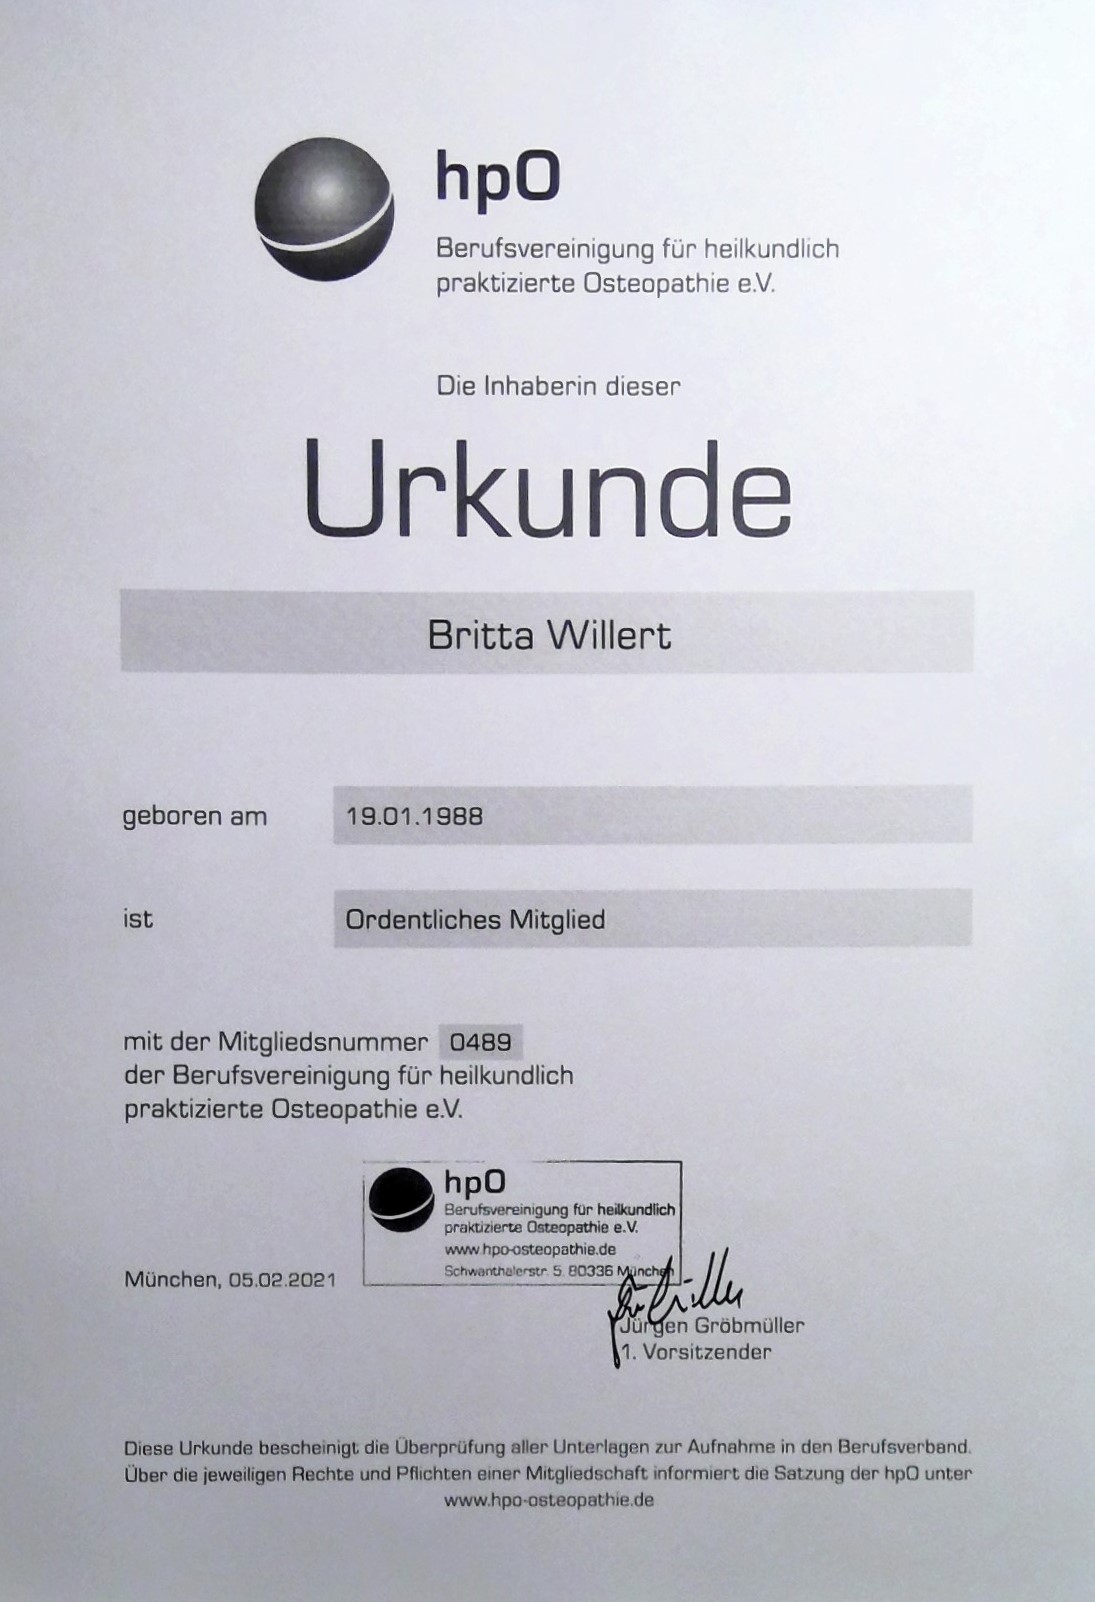 hpO
Berufsvereinigung für heilkundlich
praktizierte Osteopathie e.V.
Die Inhaberin dieser
Urkunde
Britta Willert
geboren am 19.01.1988
ist Ordentliches Mitglied
mit der Mitgliedsnummer 0489
der Berufsvereinigung für heilkundlich
praktizierte Osteopathie e.V.
hpO
Berufsvereinigung für heilkundlich
praktizierte Osteopathie e.V.
www.hpo-osteopathie.de
Schwanthalerstr. 5 80336 München
München, 05.02.2021
Jürgen Gröbmüller
1. Vorsitzender
Diese Urkunde bescheinigt die Überprüfung aller Unterlagen zur Aufnahme in den Berufsverband.
Über die jeweiligen Rechte und Pflichten einer Mitgliedschaft informiert die Satzung der hpO unter
www.hpo-osteopathie.de